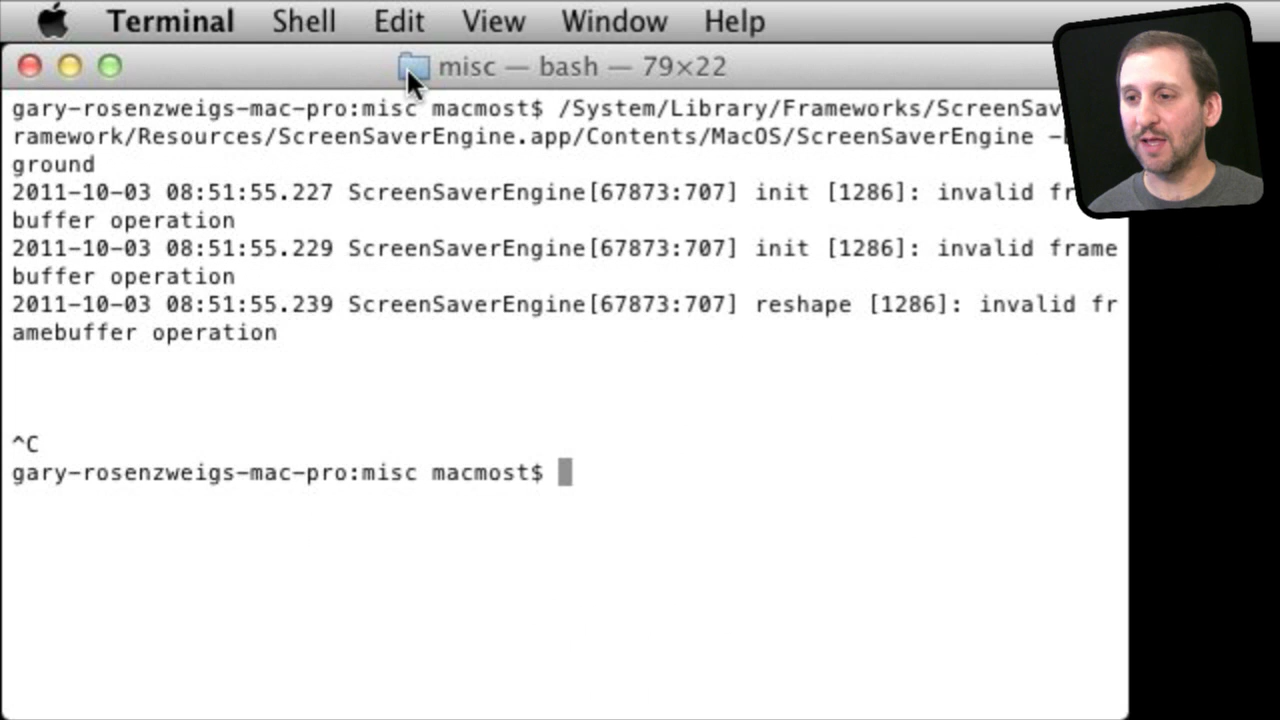 Terminal Shell Edit View Window Help
misc — bash — 79×22
gary-rosenzweigs-mac-pro:misc macmost$ /System/Library/Frameworks/ScreenSav
ramework/Resources/ScreenSaverEngine.app/Contents/MacOS/ScreenSaverEngine -
ground
2011-10-03 08:51:55.227 ScreenSaverEngine[67873:707] init [1286]: invalid fr
buffer operation
2011-10-03 08:51:55.229 ScreenSaverEngine[67873:707] init [1286]: invalid frame
buffer operation
2011-10-03 08:51:55.239 ScreenSaverEngine[67873:707] reshape [1286]: invalid fr
amebuffer operation
^C
gary-rosenzweigs-mac-pro:misc macmost$